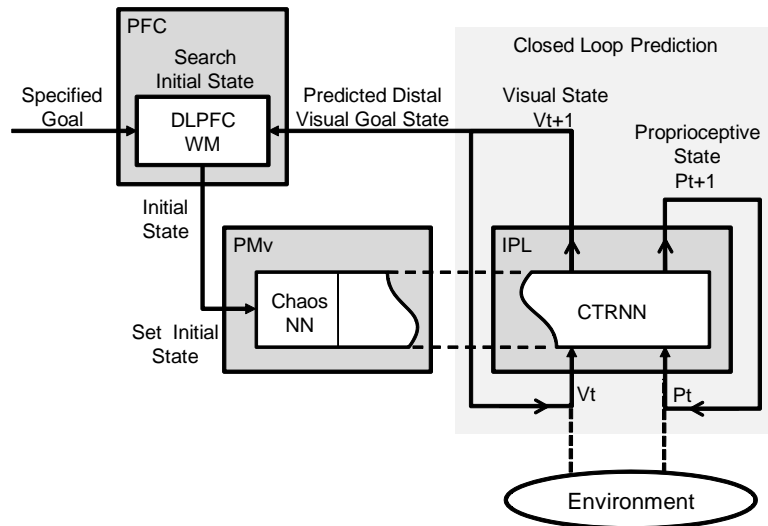 PFC
Search
Initial State
DLPFC
WM
Specified
Goal
Predicted Distal
Visual Goal State
Closed Loop Prediction
Visual State
Vt+1
Proprioceptive
State
Pt+1
Initial
State
PMv
Chaos
NN
Set Initial
State
IPL
CTRNN
Vt
Pt
Environment